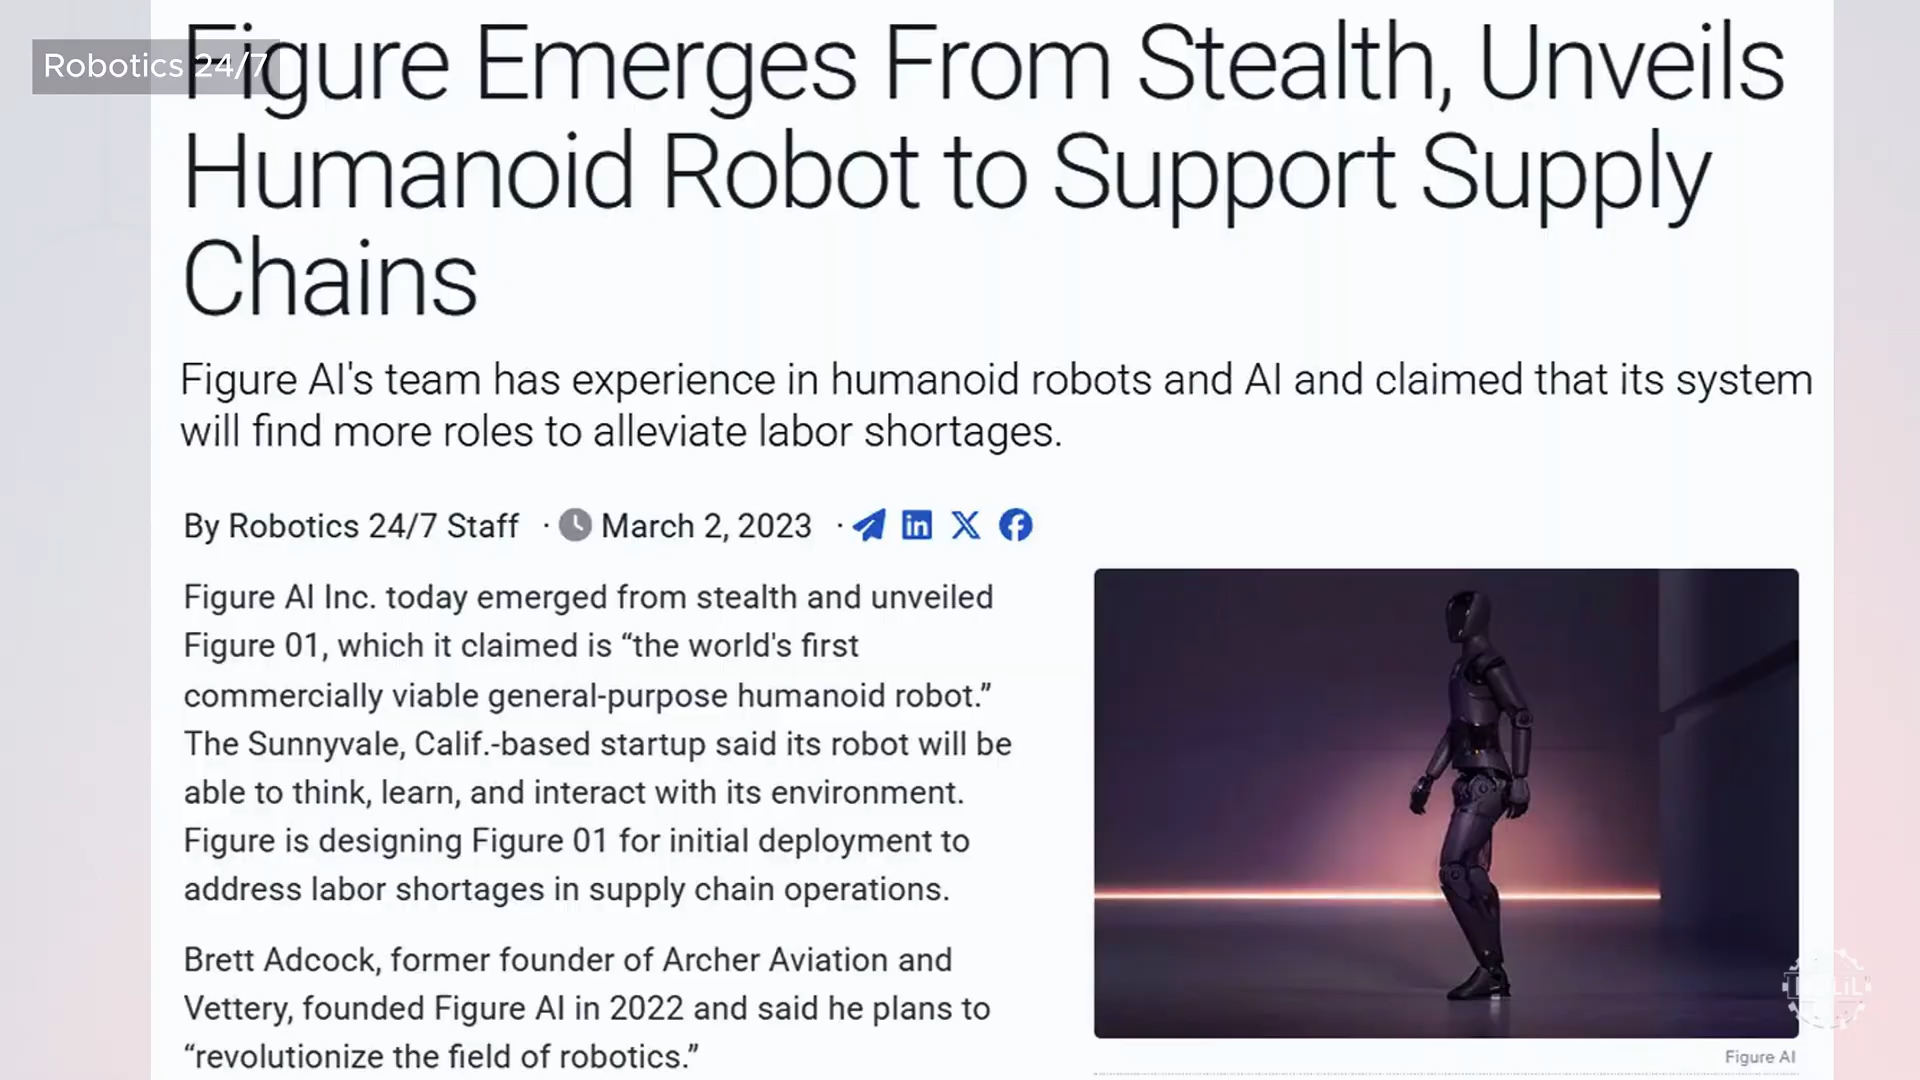 Robotics 24/7
Figure Emerges From Stealth, Unveils
Humanoid Robot to Support Supply
Chains
Figure AI's team has experience in humanoid robots and AI and claimed that its system
will find more roles to alleviate labor shortages.
By Robotics 24/7 Staff · March 2, 2023 ·
Figure AI Inc. today emerged from stealth and unveiled
Figure 01, which it claimed is “the world's first
commercially viable general-purpose humanoid robot.”
The Sunnyvale, Calif.-based startup said its robot will be
able to think, learn, and interact with its environment.
Figure is designing Figure 01 for initial deployment to
address labor shortages in supply chain operations.
Brett Adcock, former founder of Archer Aviation and
Vettery, founded Figure AI in 2022 and said he plans to
“revolutionize the field of robotics.”
Figure AI